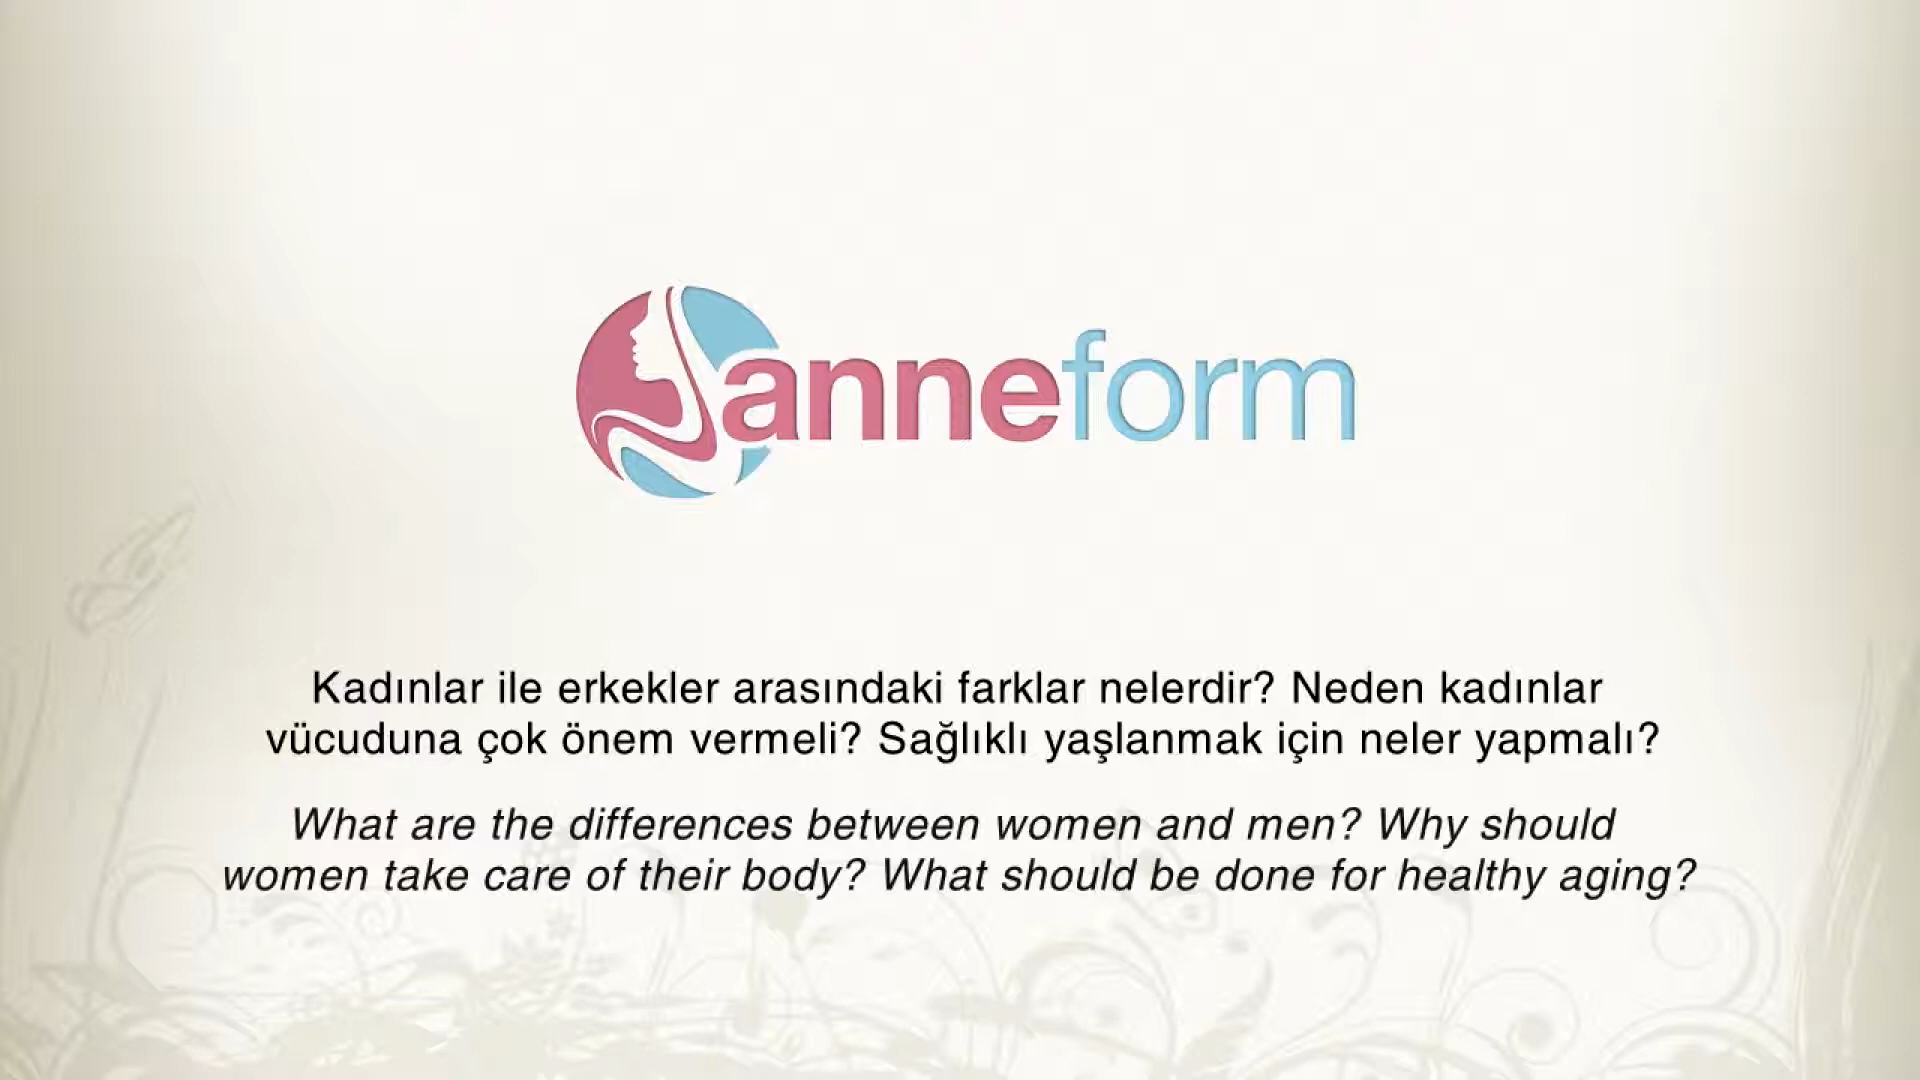 anneform
Kadınlar ile erkekler arasındaki farklar nelerdir? Neden kadınlar
vücuduna çok önem vermeli? Sağlıklı yaşlanmak için neler yapmalı?
What are the differences between women and men? Why should
women take care of their body? What should be done for healthy aging?